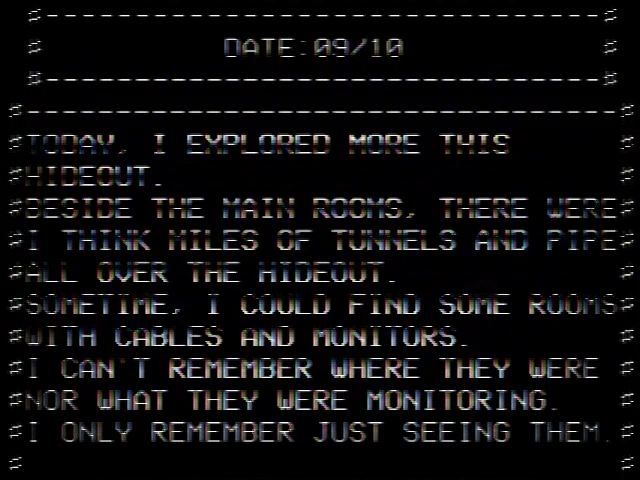 #--------------------------------#
# DATE:09/10 #
#--------------------------------#
#----------------------------------#
#TODAY, I EXPLORED MORE THIS
#HIDEOUT. #
#BESIDE THE MAIN ROOMS, THERE WERE#
#I THINK MILES OF TUNNELS AND PIPE#
#ALL OVER THE HIDEOUT. #
#SOMETIME, I COULD FIND SOME ROOMS#
#WITH CABLES AND MONITORS. #
#I CAN'T REMEMBER WHERE THEY WERE #
#NOR WHAT THEY WERE MONITORING. #
#I ONLY REMEMBER JUST SEEING THEM.#
# #